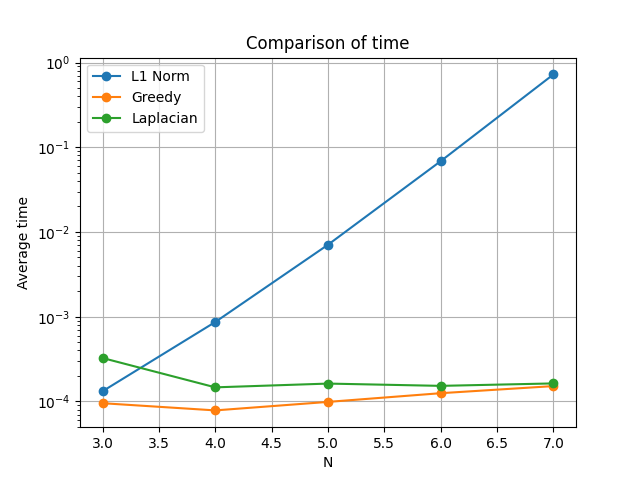 Comparison of time
L1 Norm
Greedy
Laplacian
Average time
10⁰
10⁻¹
10⁻²
10⁻³
10⁻⁴
3.0 3.5 4.0 4.5 5.0 5.5 6.0 6.5 7.0
N